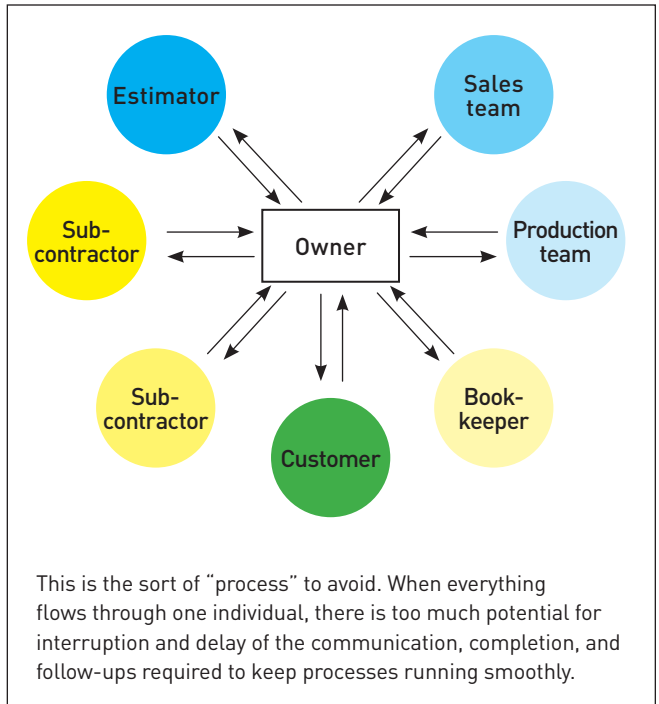 Estimator
Sales
team
Sub-
contractor
Owner
Production
team
Sub-
contractor
Customer
Book-
keeper
This is the sort of “process” to avoid. When everything
flows through one individual, there is too much potential for
interruption and delay of the communication, completion, and
follow-ups required to keep processes running smoothly.